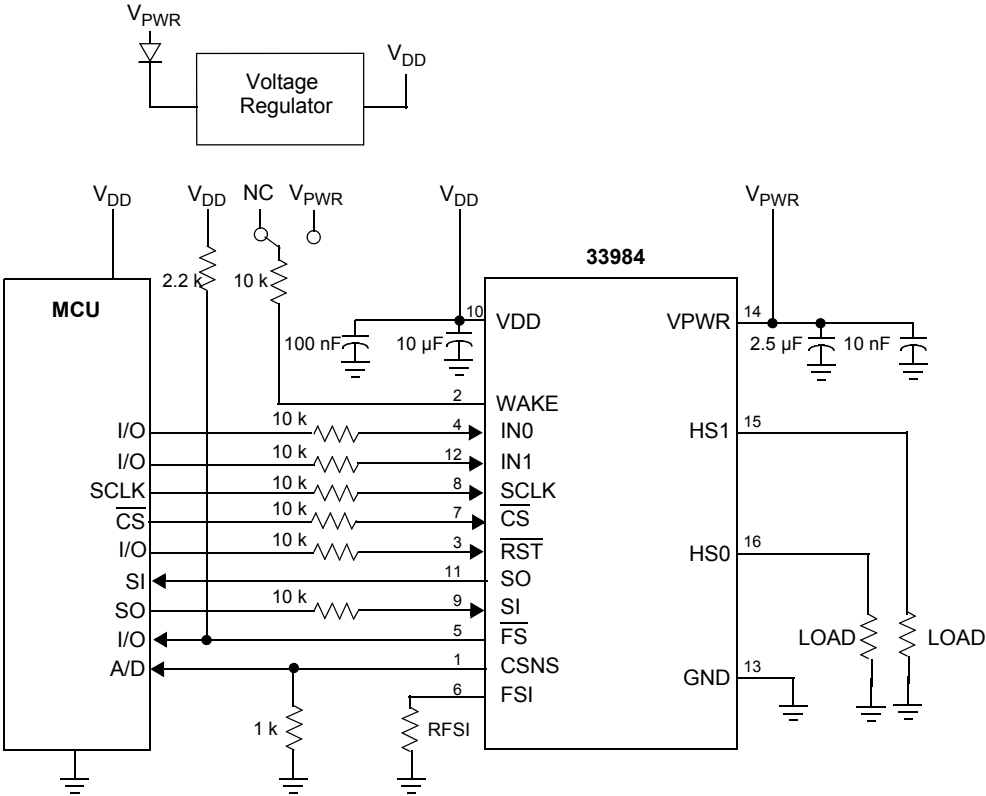 VPWR
VDD
Voltage
Regulator
VDD
VDD
NC
VPWR
VDD
VPWR
2.2 k
10 k
33984
MCU
10
VDD
VPWR
14
100 nF
10 µF
2.5 µF
10 nF
2
WAKE
I/O
10 k
4
IN0
HS1
15
I/O
10 k
12
IN1
SCLK
10 k
8
SCLK
CS
10 k
7
CS
I/O
10 k
3
RST
HS0
16
SI
11
SO
SO
10 k
9
SI
I/O
5
FS
LOAD
LOAD
A/D
1
CSNS
GND
13
6
FSI
1 k
RFSI